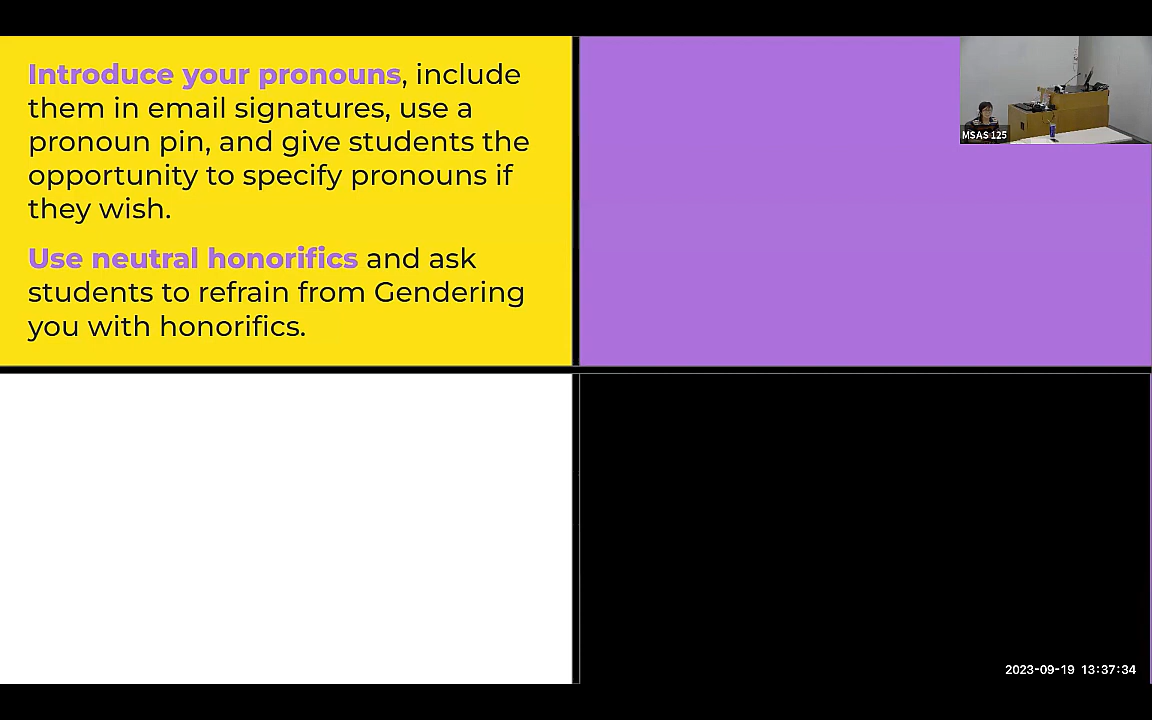 Introduce your pronouns, include
them in email signatures, use a
pronoun pin, and give students the
opportunity to specify pronouns if
they wish.
Use neutral honorifics and ask
students to refrain from Gendering
you with honorifics.
MSAS 125
2023-09-19 13:37:34